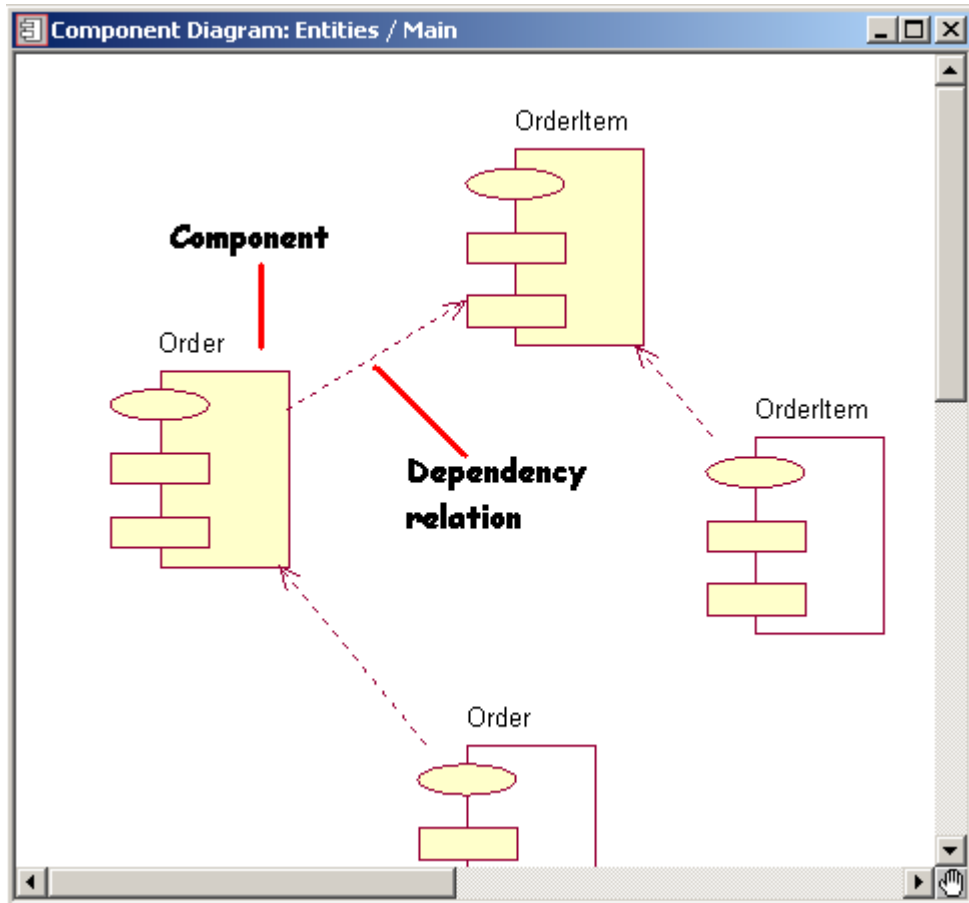 Component Diagram: Entities / Main
OrderItem
Component
Order
OrderItem
Dependency
relation
Order